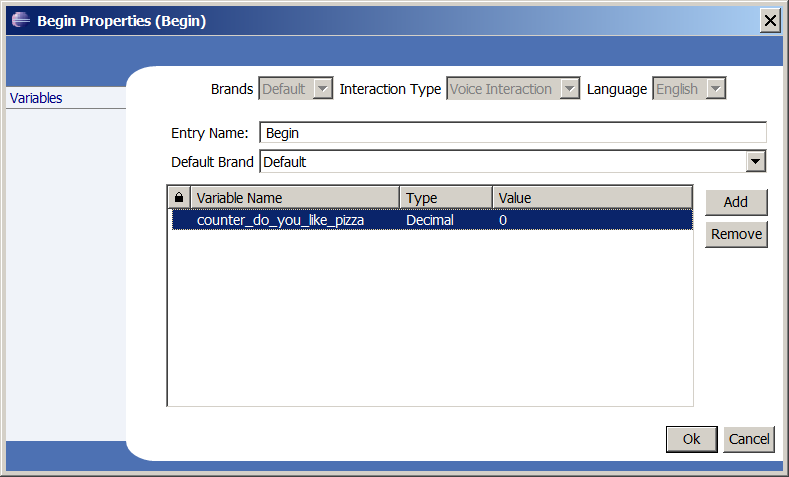 Begin Properties (Begin)
Variables
Brands Default Interaction Type Voice Interaction Language English
Entry Name: Begin
Default Brand Default
Variable Name Type Value
counter_do_you_like_pizza Decimal 0
Add
Remove
Ok Cancel